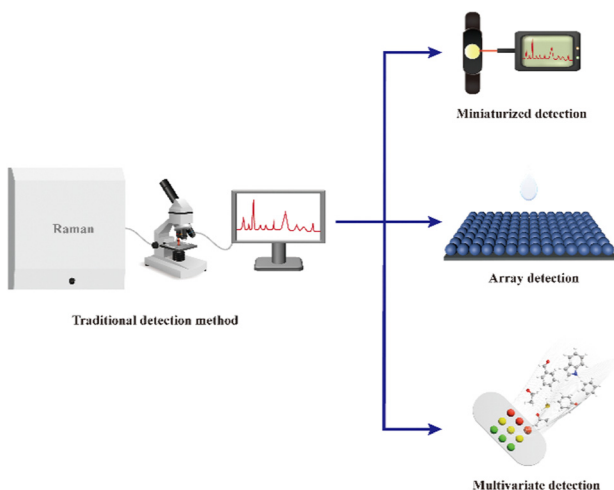 Miniaturized detection
Raman
Array detection
Traditional detection method
Multivariate detection